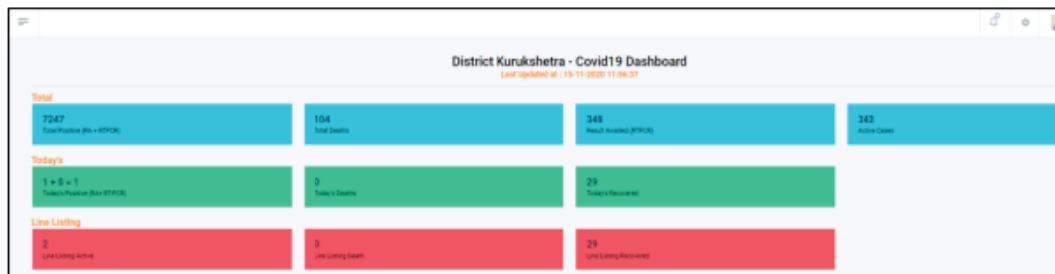 District Kurukshetra - Covid19 Dashboard
Last Updated at : 15-11-2020 11:56:37
Total
7247
Total Positive (RA + RTPCR)
104
Total Deaths
348
Result Awaited (RTPCR)
343
Active Cases
Today's
1 + 0 = 1
Today's Positive (RA+ RTPCR)
0
Today's Deaths
29
Today's Recovered
Line Listing
2
Line Listing Active
0
Line Listing Death
29
Line Listing Recovered